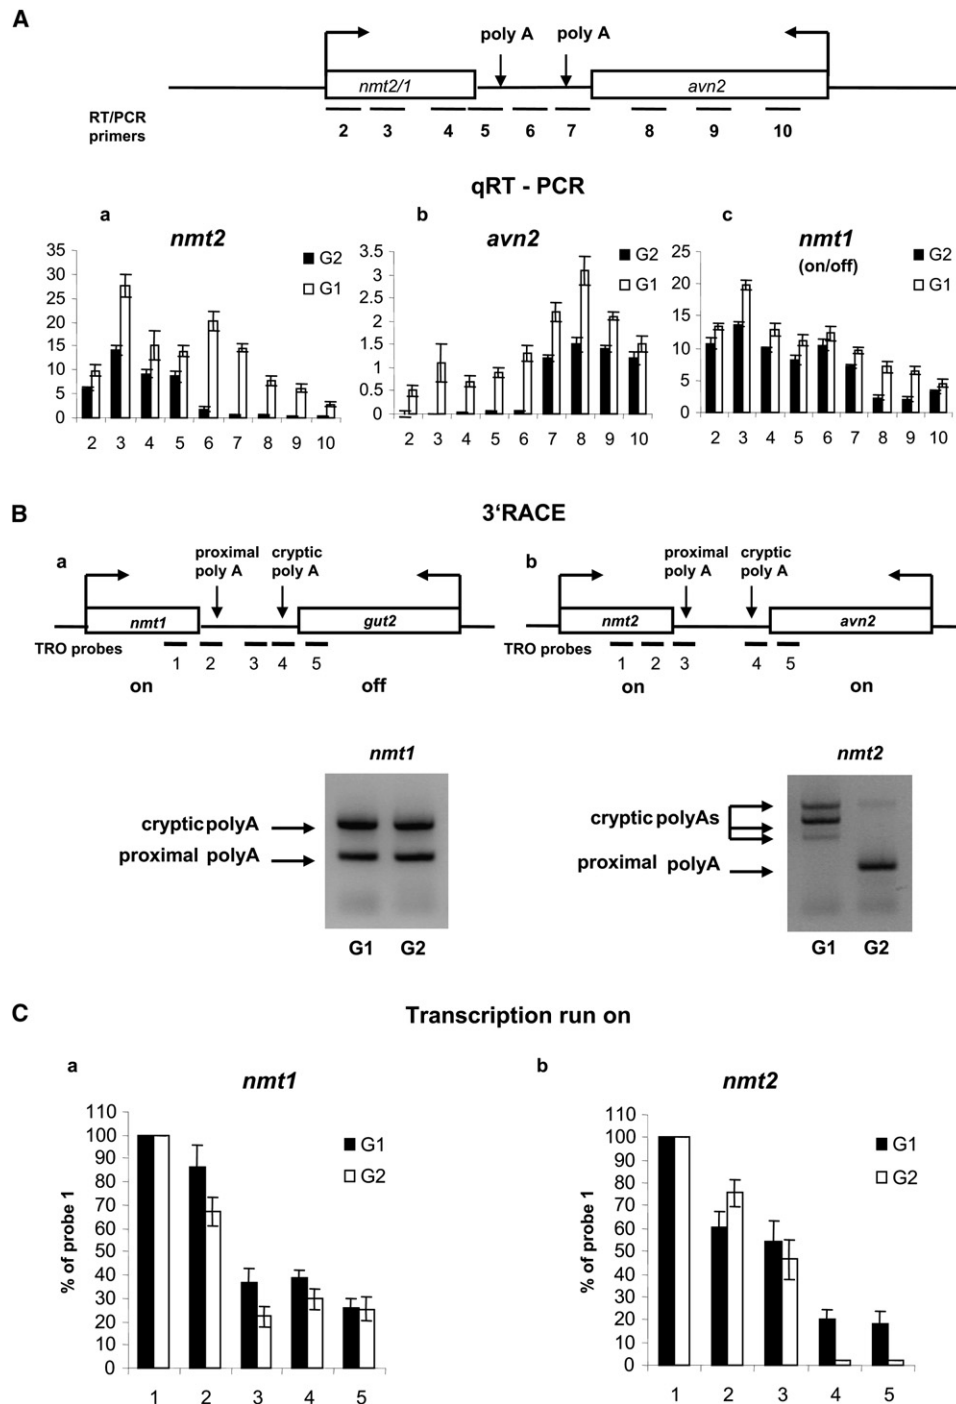 A
poly A poly A
nmt2/1 avn2
RT/PCR
primers
2 3 4 5 6 7 8 9 10
qRT - PCR
a
nmt2
35
30
25
20
15
10
5
0
G2
G1
2 3 4 5 6 7 8 9 10
b
avn2
3.5
3
2.5
2
1.5
1
0.5
0
G2
G1
2 3 4 5 6 7 8 9 10
c
nmt1
(on/off)
25
20
15
10
5
0
G2
G1
2 3 4 5 6 7 8 9 10
B
3'RACE
a
proximal cryptic
poly A poly A
nmt1 gut2
TRO probes
1 2 3 4 5
on off
b
proximal cryptic
poly A poly A
nmt2 avn2
TRO probes
1 2 3 4 5
on on
nmt1
cryptic polyA
proximal polyA
G1 G2
nmt2
cryptic polyAs
proximal polyA
G1 G2
C
Transcription run on
a
nmt1
% of probe 1
110
100
90
80
70
60
50
40
30
20
10
0
G1
G2
1 2 3 4 5
b
nmt2
% of probe 1
110
100
90
80
70
60
50
40
30
20
10
0
G1
G2
1 2 3 4 5